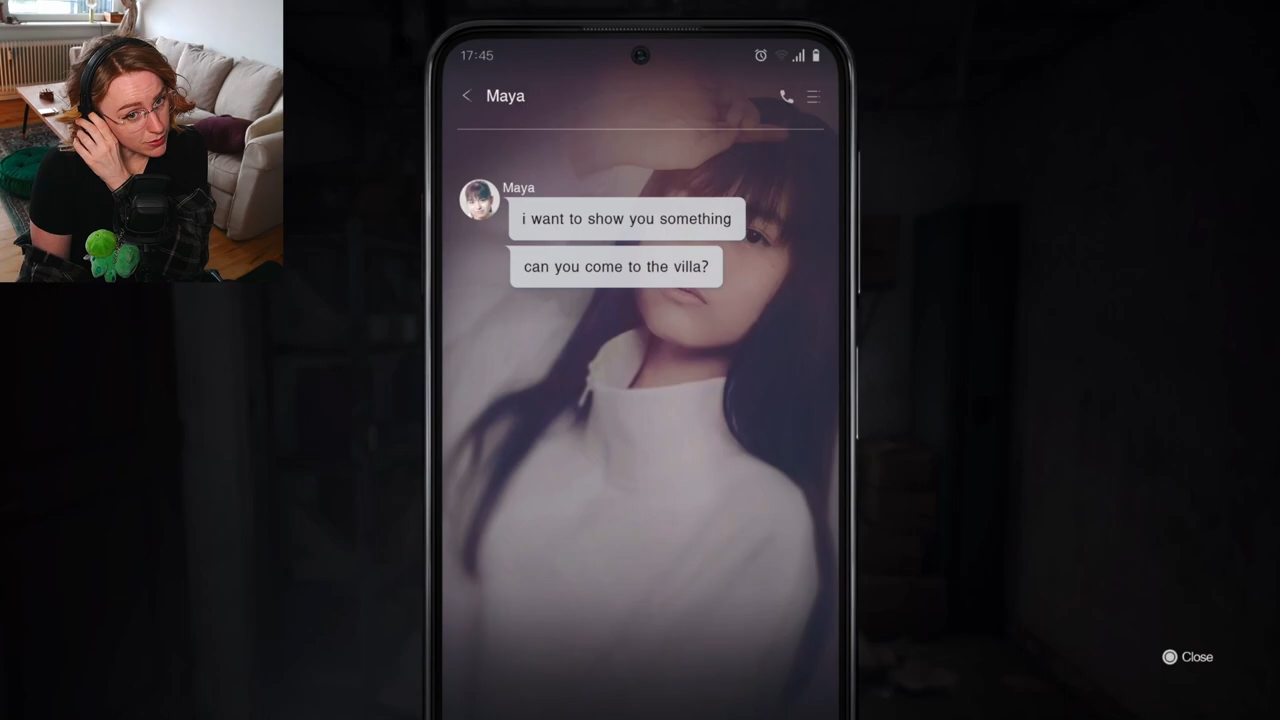 17:45
Maya
Maya
i want to show you something
can you come to the villa?
Close